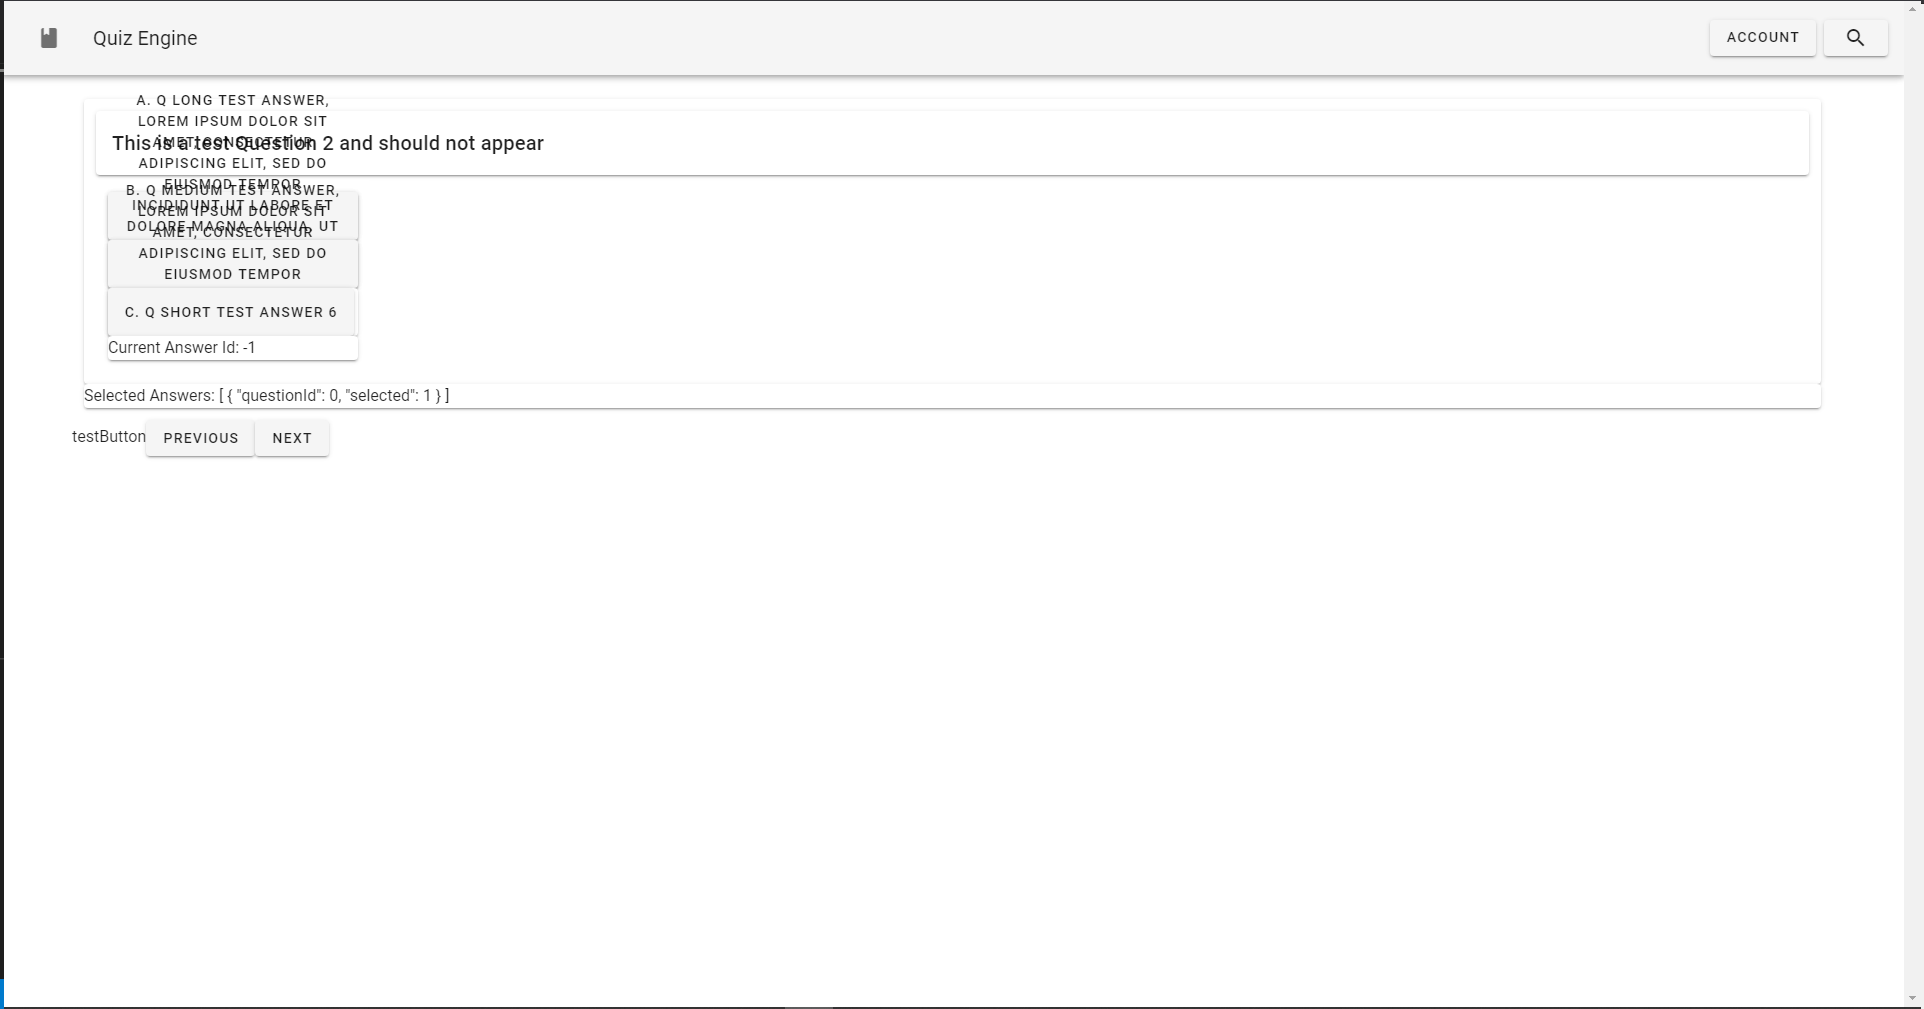 Quiz Engine
ACCOUNT
A. Q LONG TEST ANSWER,
LOREM IPSUM DOLOR SIT
AMET, CONSECTETUR
This is a test Question 2 and should not appear
ADIPISCING ELIT, SED DO
EIUSMOD TEMPOR
INCIDIDUNT UT LABORE ET
DOLORE MAGNA ALIQUA. UT
B. Q MEDIUM TEST ANSWER,
LOREM IPSUM DOLOR SIT
AMET, CONSECTETUR
ADIPISCING ELIT, SED DO
EIUSMOD TEMPOR
C. Q SHORT TEST ANSWER 6
Current Answer Id: -1
Selected Answers: [ { "questionId": 0, "selected": 1 } ]
testButton
PREVIOUS
NEXT